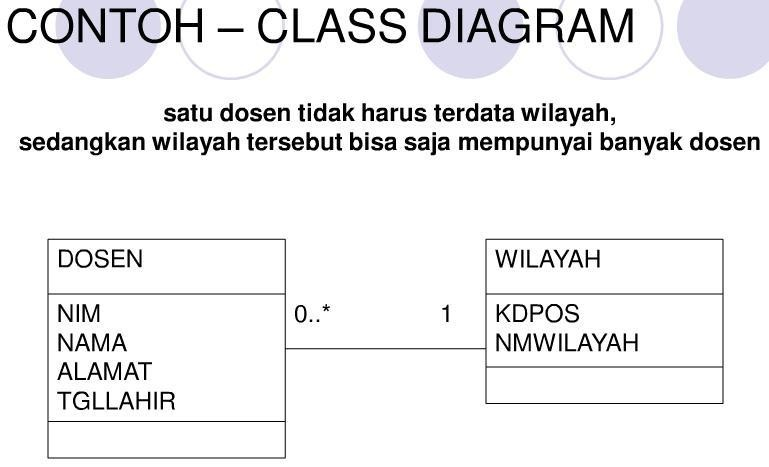 CONTOH – CLASS DIAGRAM
satu dosen tidak harus terdata wilayah,
sedangkan wilayah tersebut bisa saja mempunyai banyak dosen
DOSEN
NIM
NAMA
ALAMAT
TGLLAHIR
0..*
1
WILAYAH
KDPOS
NMWILAYAH